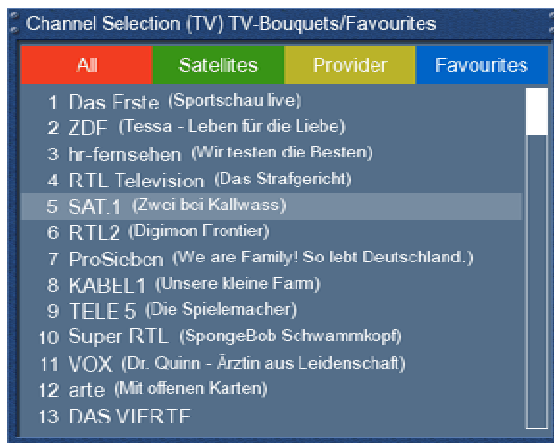 Channel Selection (TV) TV-Bouquets/Favourites
All Satellites Provider Favourites
1 Das Erste (Sportschau live)
2 ZDF (Tessa - Leben für die Liebe)
3 hr-fernsehen (Wir testen die Besten)
4 RTL Television (Das Strafgericht)
5 SAT.1 (Zwei bei Kallwass)
6 RTL2 (Digimon Frontier)
7 ProSieben (We are Family! So lebt Deutschland.)
8 KABEL1 (Unsere kleine Farm)
9 TELE 5 (Die Spielemacher)
10 Super RTL (SpongeBob Schwammkopf)
11 VOX (Dr. Quinn - Ärztin aus Leidenschaft)
12 arte (Mit offenen Karten)
13 DAS VIERTE